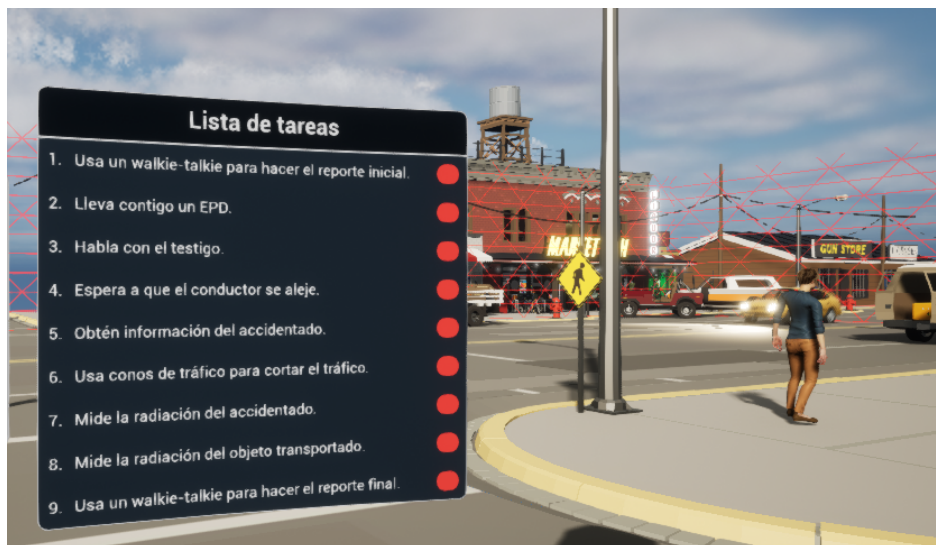 Lista de tareas
1. Usa un walkie-talkie para hacer el reporte inicial.
2. Lleva contigo un EPD.
3. Habla con el testigo.
4. Espera a que el conductor se aleje.
5. Obtén información del accidentado.
6. Usa conos de tráfico para cortar el tráfico.
7. Mide la radiación del accidentado.
8. Mide la radiación del objeto transportado.
9. Usa un walkie-talkie para hacer el reporte final.
GUN STORE